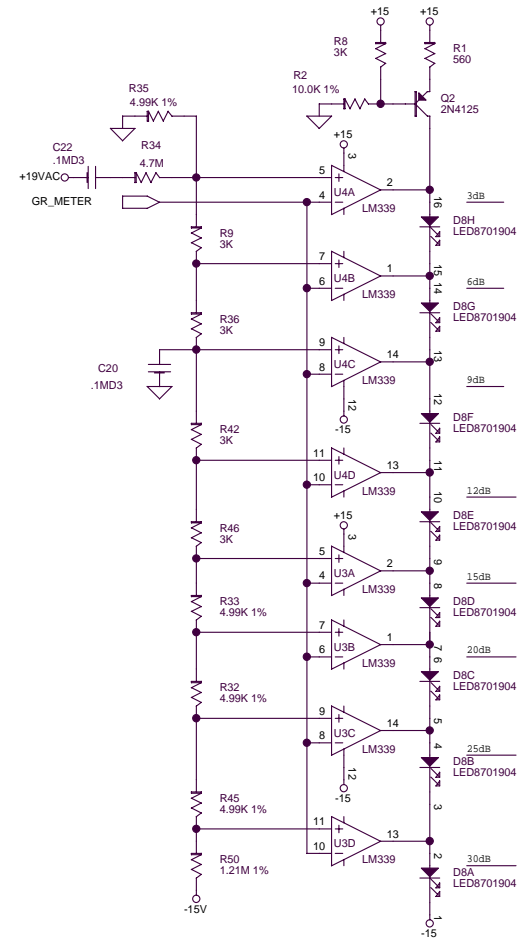 +15
+15
R8
3K
R1
560
R2
10.0K 1%
Q2
2N4125
R35
4.99K 1%
+15
3
C22
.1MD3
R34
4.7M
+19VAC
GR_METER
5
+
4
−
U4A
2
LM339
16
3dB
D8H
LED8701904
R9
3K
7
+
6
−
U4B
1
LM339
15
14
6dB
D8G
LED8701904
R36
3K
9
+
8
−
U4C
14
LM339
12
-15
13
12
9dB
D8F
LED8701904
C20
.1MD3
R42
3K
11
+
10
−
U4D
13
LM339
11
10
12dB
D8E
LED8701904
R46
3K
+15
3
5
+
4
−
U3A
2
LM339
9
8
15dB
D8D
LED8701904
R33
4.99K 1%
7
+
6
−
U3B
1
LM339
7
6
20dB
D8C
LED8701904
R32
4.99K 1%
9
+
8
−
U3C
14
LM339
12
-15
5
4
25dB
D8B
LED8701904
R45
4.99K 1%
3
11
+
10
−
U3D
13
LM339
2
30dB
D8A
LED8701904
R50
1.21M 1%
-15V
1
-15